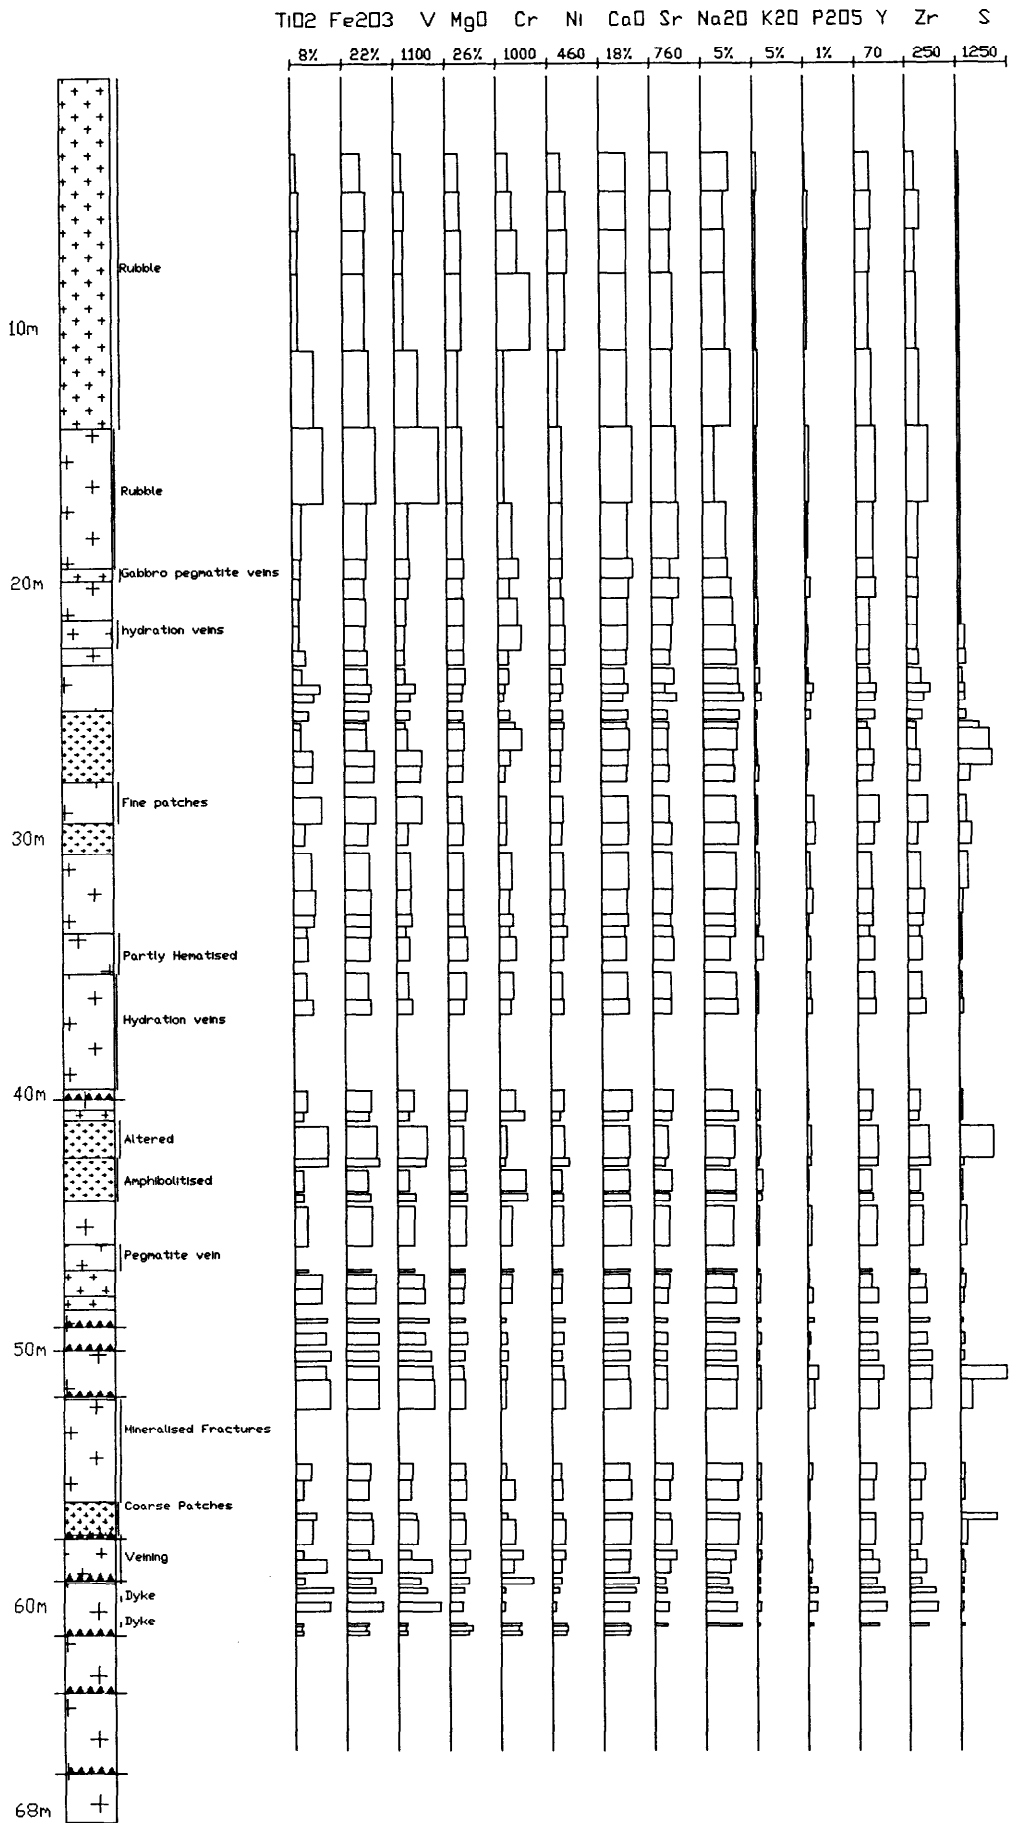 TiO2 Fe2O3 V MgO Cr Ni CaO Sr Na2O K2O P2O5 Y Zr S
8% 22% 1100 26% 1000 460 18% 760 5% 5% 1% 70 250 1250
Rubble
10m
Rubble
Gabbro pegmatite veins
20m
hydration veins
Fine patches
30m
Partly Hematised
Hydration veins
40m
Altered
Amphibolitised
Pegmatite vein
50m
Mineralised Fractures
Coarse Patches
Veining
Dyke
60m
Dyke
68m